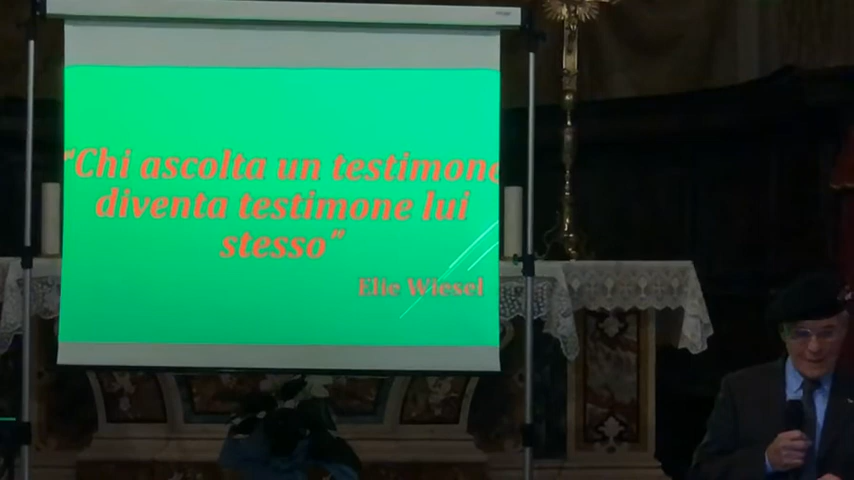 "Chi ascolta un testimone
diventa testimone lui
stesso"
Elie Wiesel